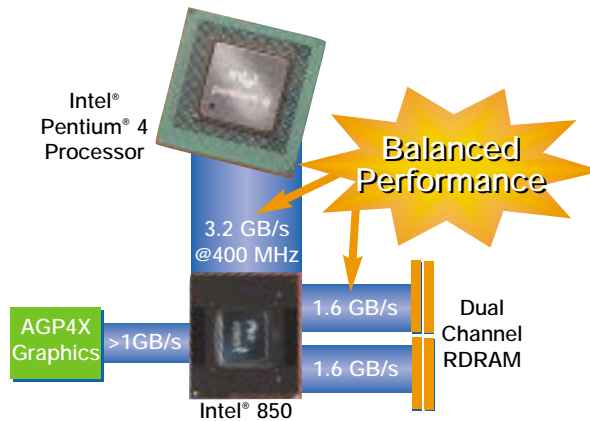 Intel®
Pentium® 4
Processor
Balanced
Performance
3.2 GB/s
@400 MHz
1.6 GB/s
Dual
Channel
RDRAM
AGP4X
Graphics
>1GB/s
1.6 GB/s
Intel® 850